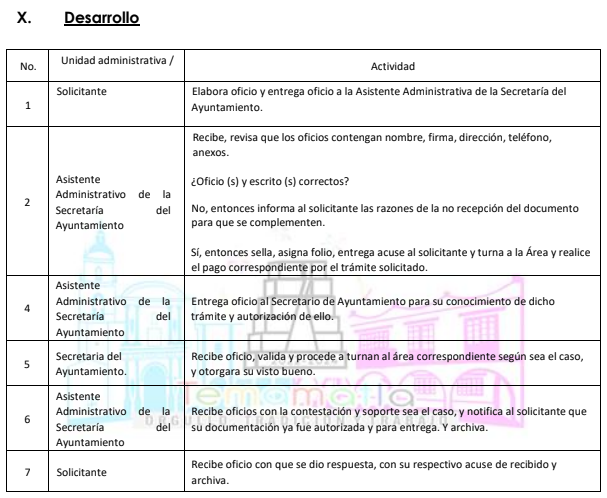 X. Desarrollo
No. Unidad administrativa / Actividad
1 Solicitante Elabora oficio y entrega oficio a la Asistente Administrativa de la Secretaría del
Ayuntamiento.
2
Asistente
Administrativo de la
Secretaría del
Ayuntamiento
Recibe, revisa que los oficios contengan nombre, firma, dirección, teléfono,
anexos.
¿Oficio (s) y escrito (s) correctos?
No, entonces informa al solicitante las razones de la no recepción del documento
para que se complementen.
Sí, entonces sella, asigna folio, entrega acuse al solicitante y turna a la Área y realice
el pago correspondiente por el trámite solicitado.
4
Asistente
Administrativo de la
Secretaría del
Ayuntamiento
Entrega oficio al Secretario de Ayuntamiento para su conocimiento de dicho
trámite y autorización de ello.
5
Secretaria del
Ayuntamiento.
Recibe oficio, valida y procede a turnan al área correspondiente según sea el caso,
y otorgara su visto bueno.
6
Asistente
Administrativo de la
Secretaría del
Ayuntamiento
Recibe oficios con la contestación y soporte sea el caso, y notifica al solicitante que
su documentación ya fue autorizada y para entrega. Y archiva.
7
Solicitante
Recibe oficio con que se dio respuesta, con su respectivo acuse de recibido y
archiva.
Temamatla
ORGULLO, TRADICIÓN Y TRABAJO